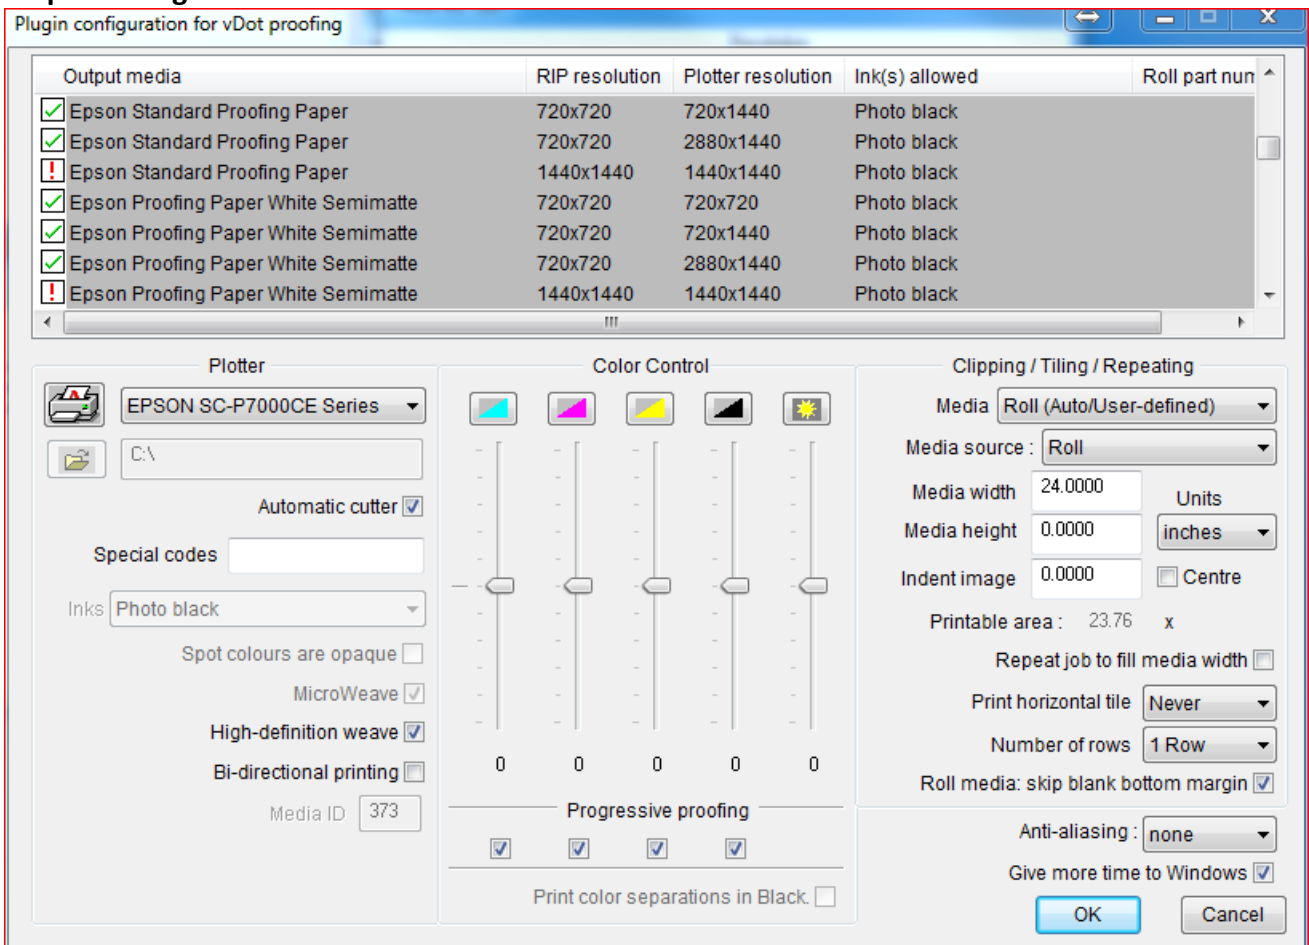 Plugin configuration for vDot proofing
Output media RIP resolution Plotter resolution Ink(s) allowed Roll part num
Epson Standard Proofing Paper 720x720 720x1440 Photo black
Epson Standard Proofing Paper 720x720 2880x1440 Photo black
Epson Standard Proofing Paper 1440x1440 1440x1440 Photo black
Epson Proofing Paper White Semimatte 720x720 720x720 Photo black
Epson Proofing Paper White Semimatte 720x720 720x1440 Photo black
Epson Proofing Paper White Semimatte 720x720 2880x1440 Photo black
Epson Proofing Paper White Semimatte 1440x1440 1440x1440 Photo black
Plotter
EPSON SC-P7000CE Series
C:\
Automatic cutter
Special codes
Inks Photo black
Spot colours are opaque
MicroWeave
High-definition weave
Bi-directional printing
Media ID 373
Color Control
0 0 0 0 0
Progressive proofing
Print color separations in Black.
Clipping / Tiling / Repeating
Media Roll (Auto/User-defined)
Media source : Roll
Media width 24.0000 Units
Media height 0.0000 inches
Indent image 0.0000 Centre
Printable area : 23.76 x
Repeat job to fill media width
Print horizontal tile Never
Number of rows 1 Row
Roll media: skip blank bottom margin
Anti-aliasing : none
Give more time to Windows
OK Cancel